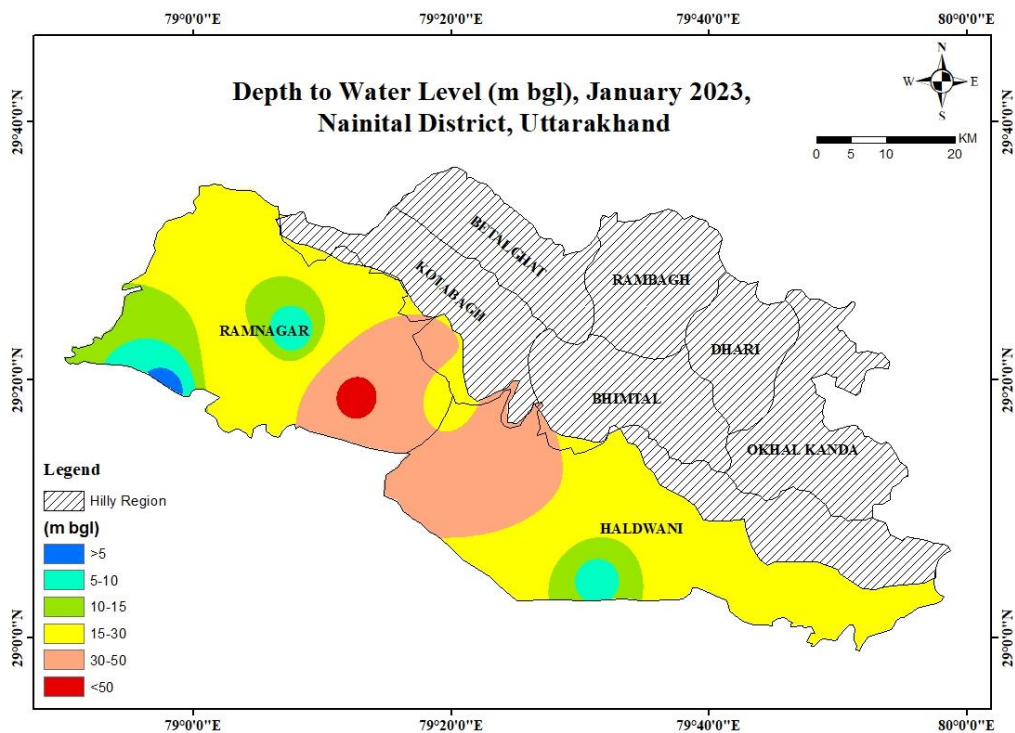 79°0'0"E
79°20'0"E
79°40'0"E
80°0'0"E
N
W
E
S
Depth to Water Level (m bgl), January 2023,
Nainital District, Uttarakhand
KM
0 5 10 20
29°40'0"N
29°40'0"N
BETALGHAT
KOTABAGH
RAMBAGH
RAMNAGAR
DHARI
29°20'0"N
29°20'0"N
BHIMTAL
OKHAL KANDA
HALDWANI
Legend
Hilly Region
(m bgl)
>5
5-10
10-15
15-30
30-50
<50
29°0'0"N
29°0'0"N
79°0'0"E
79°20'0"E
79°40'0"E
80°0'0"E